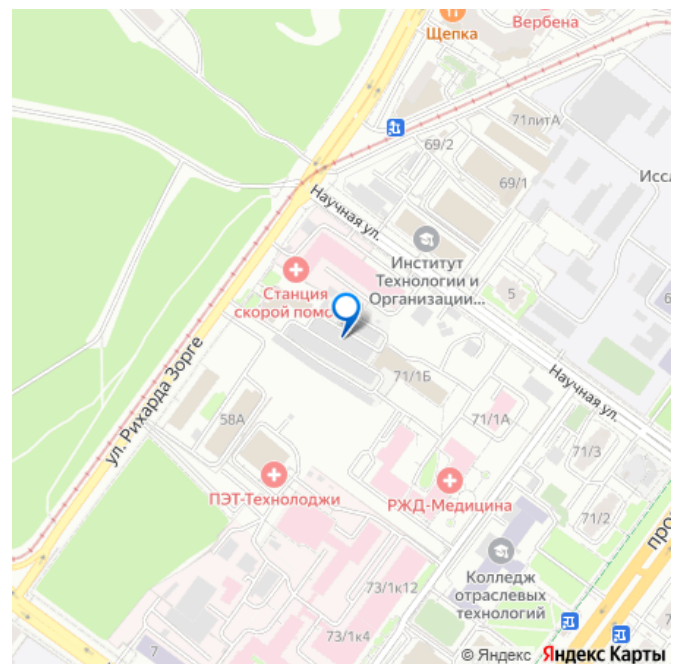 Щепка
Вербена
71литА
69/2
69/1
Иссл
Научная ул.
Институт
Технологии и
Организации...
Станция
скорой помо
5
6
71/1Б
ул. Рихарда Зорге
58А
71/1А
Научная ул.
71/3
ПЭТ-Технолоджи
РЖД-Медицина
71/2
про
Колледж
отраслевых
технологий
73/1к12
73/1к4
7
© Яндекс Яндекс Карты